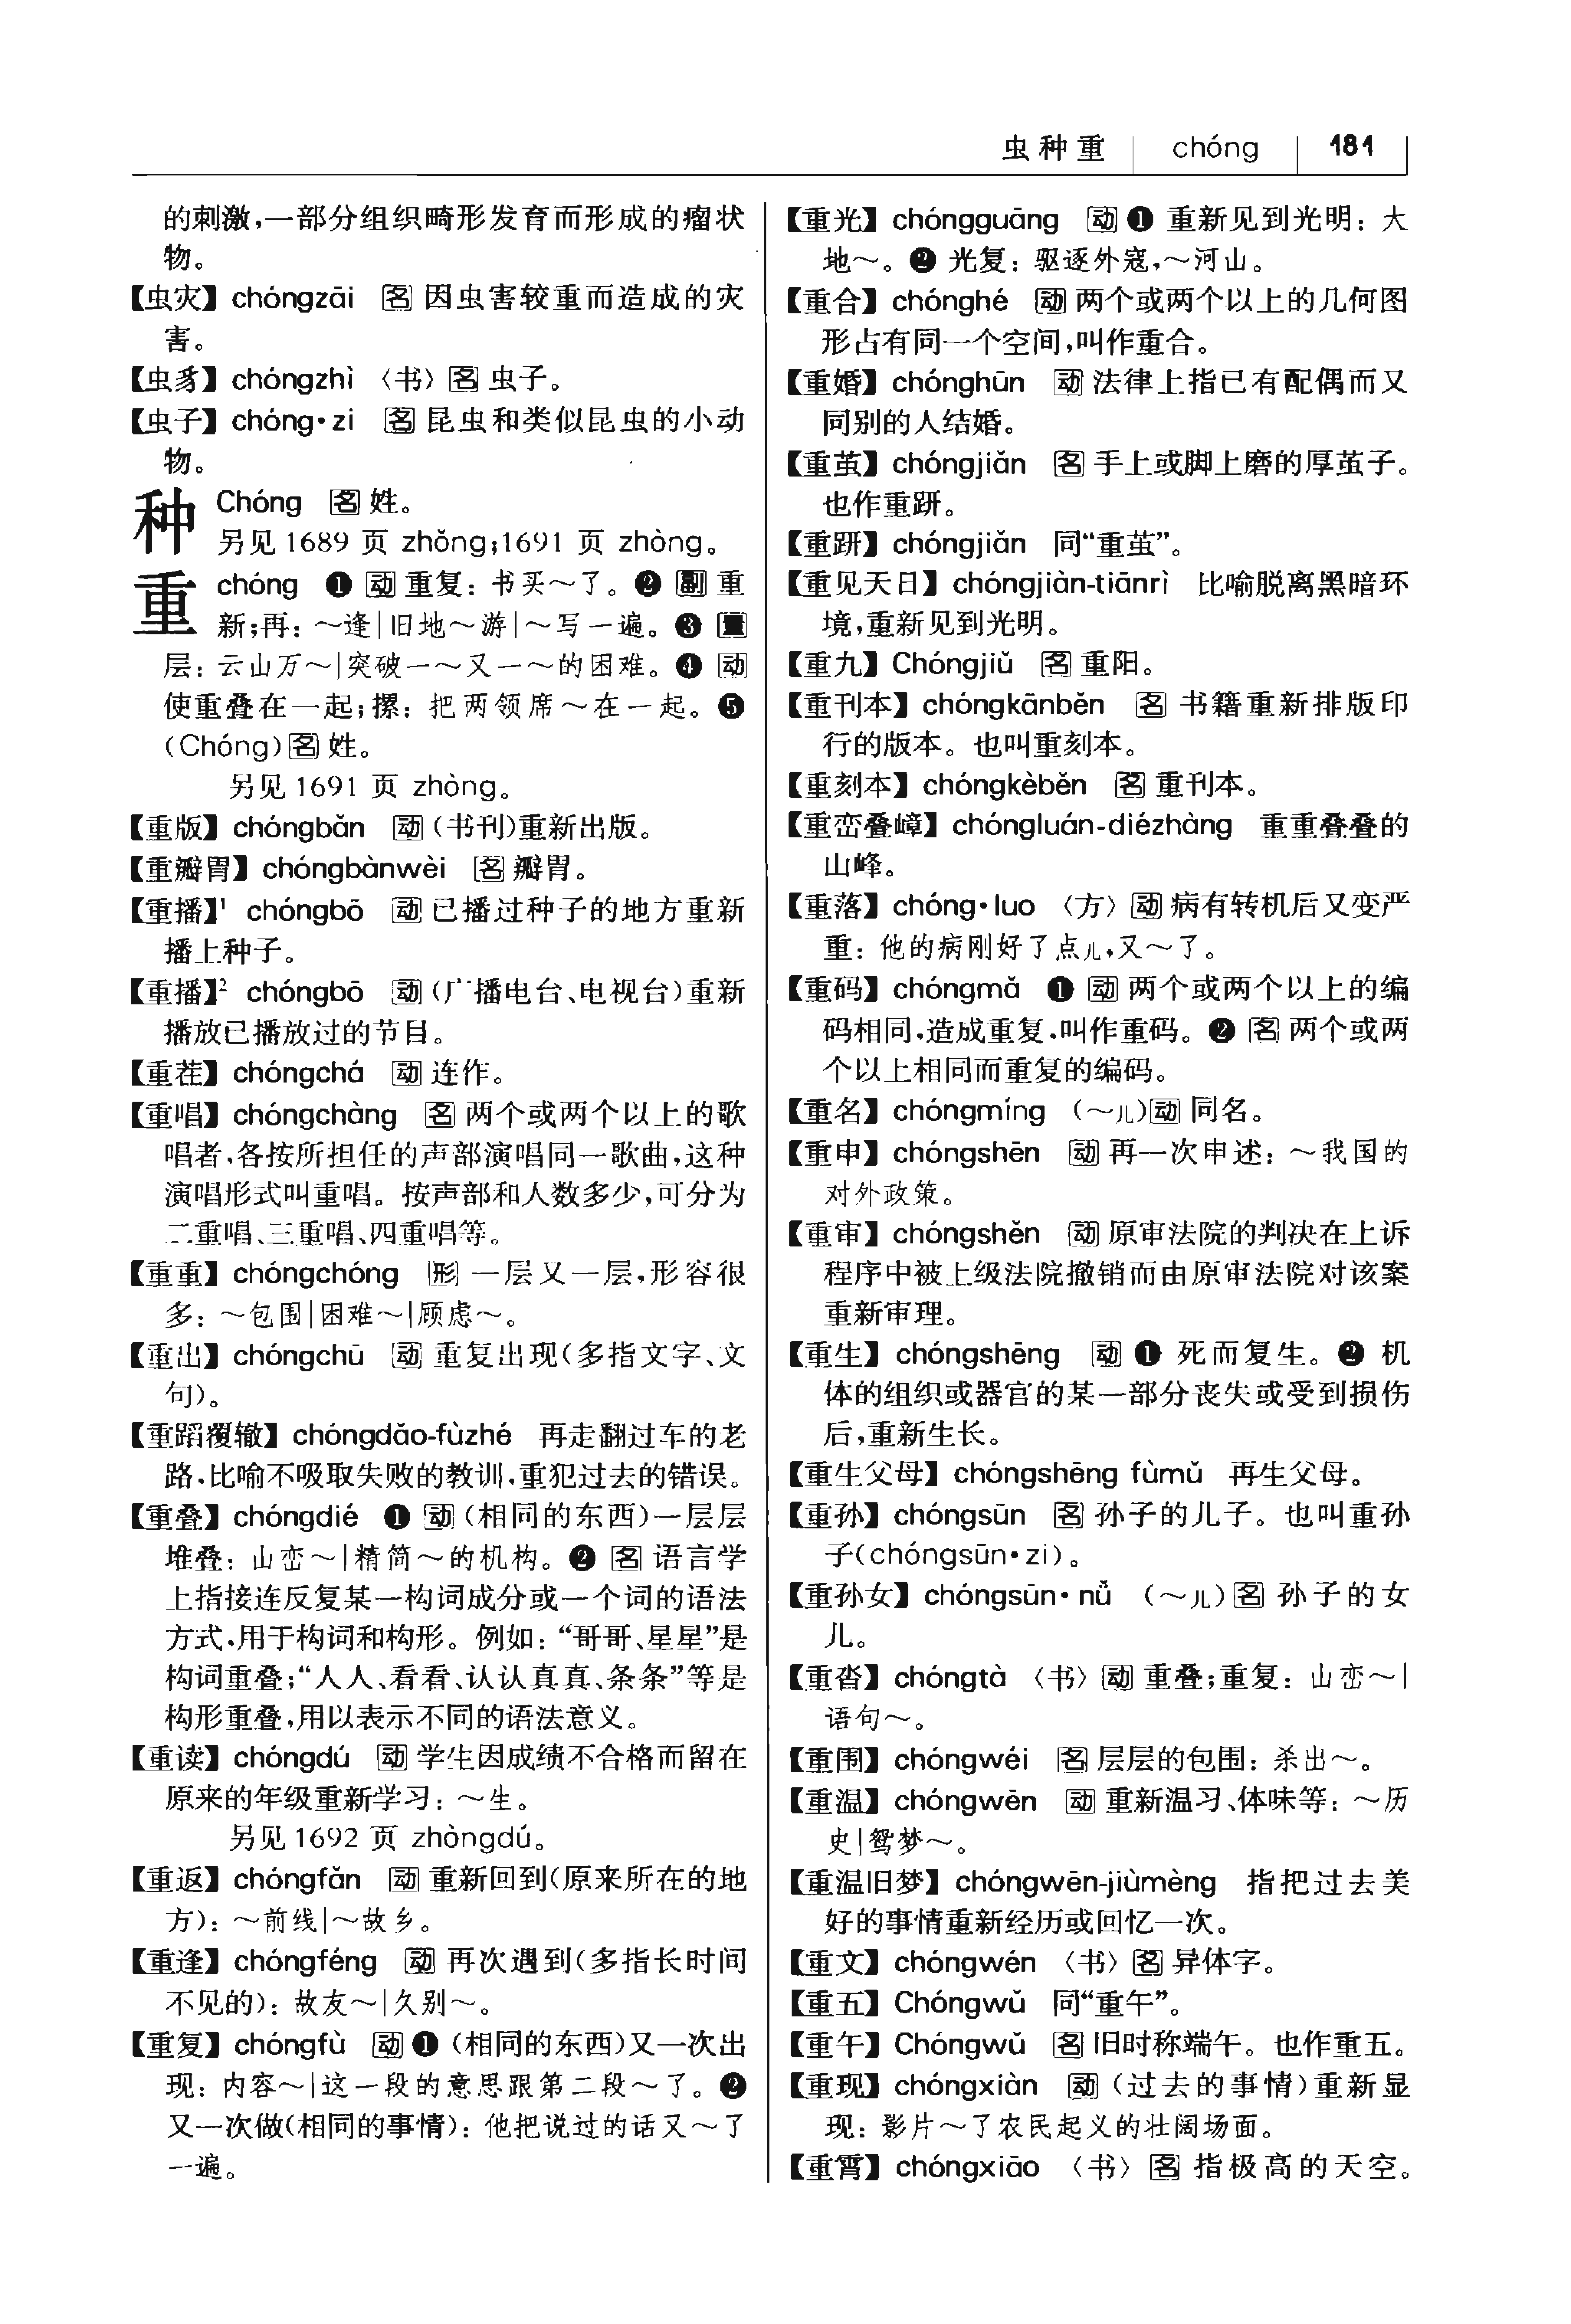 虫种重 chóng 181
的刺激,一部分组织畸形发育而形成的瘤状
物。
【虫灾】chóngzāi 名 因虫害较重而造成的灾
害。
【虫豸】chóngzhì 〈书〉名 虫子。
【虫子】chóng·zi 名 昆虫和类似昆虫的小动
物。
种 Chóng 名 姓。
另见1689 页 zhǒng;1691 页 zhòng。
重 chóng ❶ 动 重复:书买～了。❷ 副 重
新;再:～逢|旧地～游|～写一遍。❸ 量
层:云山万～|突破一～又一～的困难。❹ 动
使重叠在一起;摞:把两领席～在一起。❺
(Chóng)名 姓。
另见1691 页 zhòng。
【重版】chóngbǎn 动 (书刊)重新出版。
【重瓣胃】chóngbànwèi 名 瓣胃。
【重播】¹ chóngbō 动 已播过种子的地方重新
播上种子。
【重播】² chóngbō 动 (广播电台、电视台)重新
播放已播放过的节目。
【重茬】chóngchá 动 连作。
【重唱】chóngchàng 名 两个或两个以上的歌
唱者,各按所担任的声部演唱同一歌曲,这种
演唱形式叫重唱。按声部和人数多少,可分为
二重唱、三重唱、四重唱等。
【重重】chóngchóng 形 一层又一层,形容很
多:～包围|困难～|顾虑～。
【重出】chóngchū 动 重复出现(多指文字、文
句)。
【重蹈覆辙】chóngdǎo-fùzhé 再走翻过车的老
路,比喻不吸取失败的教训,重犯过去的错误。
【重叠】chóngdié ❶ 动 (相同的东西)一层层
堆叠:山峦～|精简～的机构。❷ 名 语言学
上指接连反复某一构词成分或一个词的语法
方式,用于构词和构形。例如:“哥哥、星星”是
构词重叠;“人人、看看、认认真真、条条”等是
构形重叠,用以表示不同的语法意义。
【重读】chóngdú 动 学生因成绩不合格而留在
原来的年级重新学习:～生。
另见1692 页 zhòngdú。
【重返】chóngfǎn 动 重新回到(原来所在的地
方):～前线|～故乡。
【重逢】chóngféng 动 再次遇到(多指长时间
不见的):故友～|久别～。
【重复】chóngfù 动 ❶ (相同的东西)又一次出
现:内容～|这一段的意思跟第二段～了。❷
又一次做(相同的事情):他把说过的话又～了
一遍。
【重光】chóngguāng 动 ❶ 重新见到光明:大
地～。❷ 光复:驱逐外寇,～河山。
【重合】chónghé 动 两个或两个以上的几何图
形占有同一个空间,叫作重合。
【重婚】chónghūn 动 法律上指已有配偶而又
同别的人结婚。
【重茧】chóngjiǎn 名 手上或脚上磨的厚茧子。
也作重趼。
【重趼】chóngjiǎn 同“重茧”。
【重见天日】chóngjiàn-tiānrì 比喻脱离黑暗环
境,重新见到光明。
【重九】Chóngjiǔ 名 重阳。
【重刊本】chóngkānběn 名 书籍重新排版印
行的版本。也叫重刻本。
【重刻本】chóngkèběn 名 重刊本。
【重峦叠嶂】chóngluán-diézhàng 重重叠叠的
山峰。
【重落】chóng·luo 〈方〉动 病有转机后又变严
重:他的病刚好了点儿,又～了。
【重码】chóngmǎ ❶ 动 两个或两个以上的编
码相同,造成重复,叫作重码。❷ 名 两个或两
个以上相同而重复的编码。
【重名】chóngmíng (～儿)动 同名。
【重申】chóngshēn 动 再一次申述:～我国的
对外政策。
【重审】chóngshěn 动 原审法院的判决在上诉
程序中被上级法院撤销而由原审法院对该案
重新审理。
【重生】chóngshēng 动 ❶ 死而复生。❷ 机
体的组织或器官的某一部分丧失或受到损伤
后,重新生长。
【重生父母】chóngshēng fùmǔ 再生父母。
【重孙】chóngsūn 名 孙子的儿子。也叫重孙
子(chóngsūn·zi)。
【重孙女】chóngsūn·nǚ (～儿)名 孙子的女
儿。
【重沓】chóngtà 〈书〉动 重叠;重复:山峦～|
语句～。
【重围】chóngwéi 名 层层的包围:杀出～。
【重温】chóngwēn 动 重新温习、体味等:～历
史|鸳梦～。
【重温旧梦】chóngwēn-jiùmèng 指把过去美
好的事情重新经历或回忆一次。
【重文】chóngwén 〈书〉名 异体字。
【重五】Chóngwǔ 同“重午”。
【重午】Chóngwǔ 名 旧时称端午。也作重五。
【重现】chóngxiàn 动 (过去的事情)重新显
现:影片～了农民起义的壮阔场面。
【重霄】chóngxiāo 〈书〉名 指极高的天空。